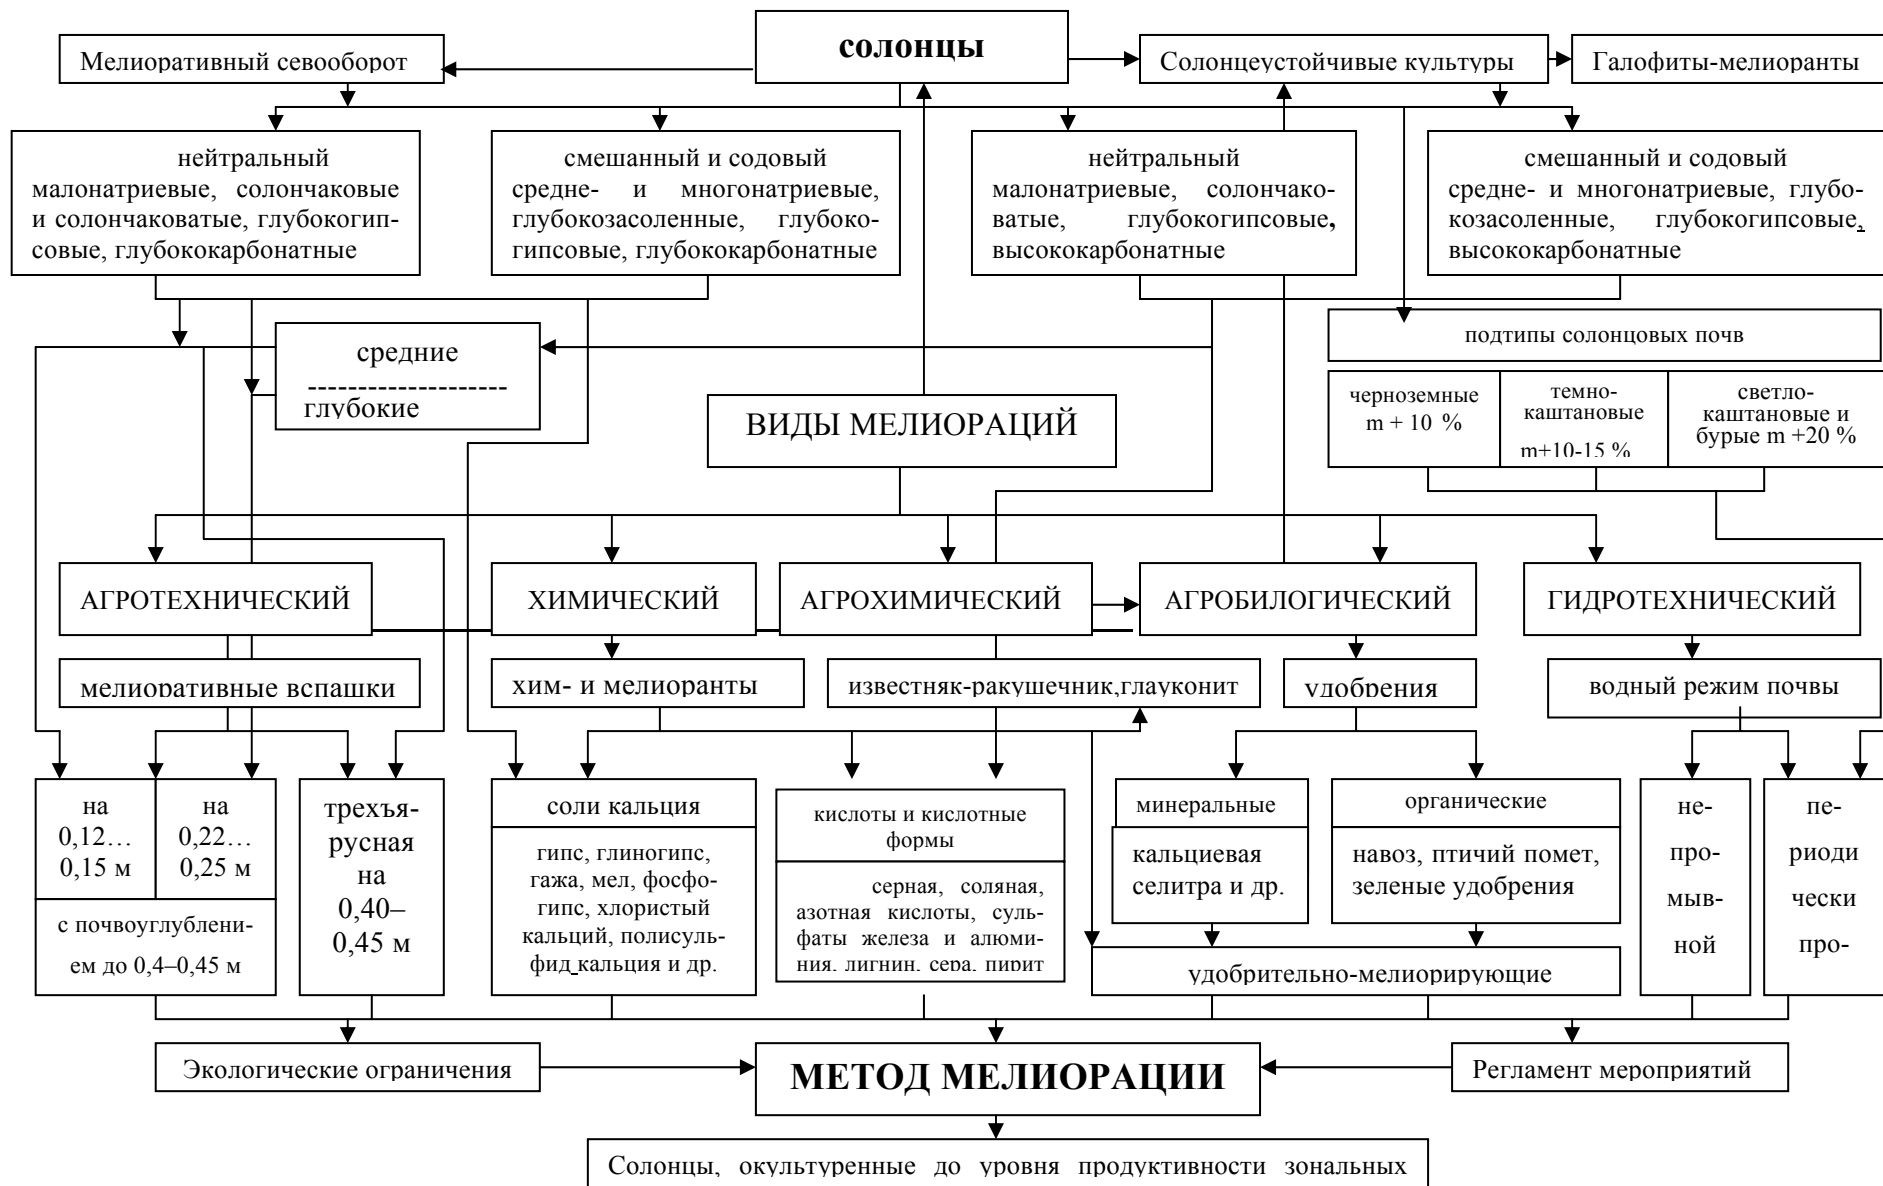 солонцы
Мелиоративный севооборот
Солонцеустойчивые культуры
Галофиты-мелиоранты
нейтральный
малонатриевые, солончаковые
и солончаковатые, глубокогип-
совые, глубококарбонатные
смешанный и содовый
средне- и многонатриевые,
глубокозасоленные, глубоко-
гипсовые, глубококарбонатные
нейтральный
малонатриевые, солончако-
ватые, глубокогипсовые,
высококарбонатные
смешанный и содовый
средне- и многонатриевые, глубо-
козасоленные, глубокогипсовые,
высококарбонатные
средние
--------------------
глубокие
подтипы солонцовых почв
черноземные
m + 10 %
темно-
каштановые
m+10-15 %
светло-
каштановые и
бурые m +20 %
ВИДЫ МЕЛИОРАЦИЙ
АГРОТЕХНИЧЕСКИЙ
ХИМИЧЕСКИЙ
АГРОХИМИЧЕСКИЙ
АГРОБИЛОГИЧЕСКИЙ
ГИДРОТЕХНИЧЕСКИЙ
мелиоративные вспашки
хим- и мелиоранты
известняк-ракушечник,глауконит
удобрения
водный режим почвы
на
0,12…
0,15 м
на
0,22…
0,25 м
с почвоуглублени-
ем до 0,4–0,45 м
трехъя-
русная
на
0,40–
0,45 м
соли кальция
гипс, глиногипс,
гажа, мел, фосфо-
гипс, хлористый
кальций, полисуль-
фид кальция и др.
кислоты и кислотные
формы
серная, соляная,
азотная кислоты, суль-
фаты железа и алюми-
ния, лигнин, сера, пирит
минеральные
кальциевая
селитра и др.
органические
навоз, птичий помет,
зеленые удобрения
удобрительно-мелиорирующие
не-
про-
мыв-
ной
пе-
риоди
чески
про-
Экологические ограничения
МЕТОД МЕЛИОРАЦИИ
Регламент мероприятий
Солонцы, окультуренные до уровня продуктивности зональных